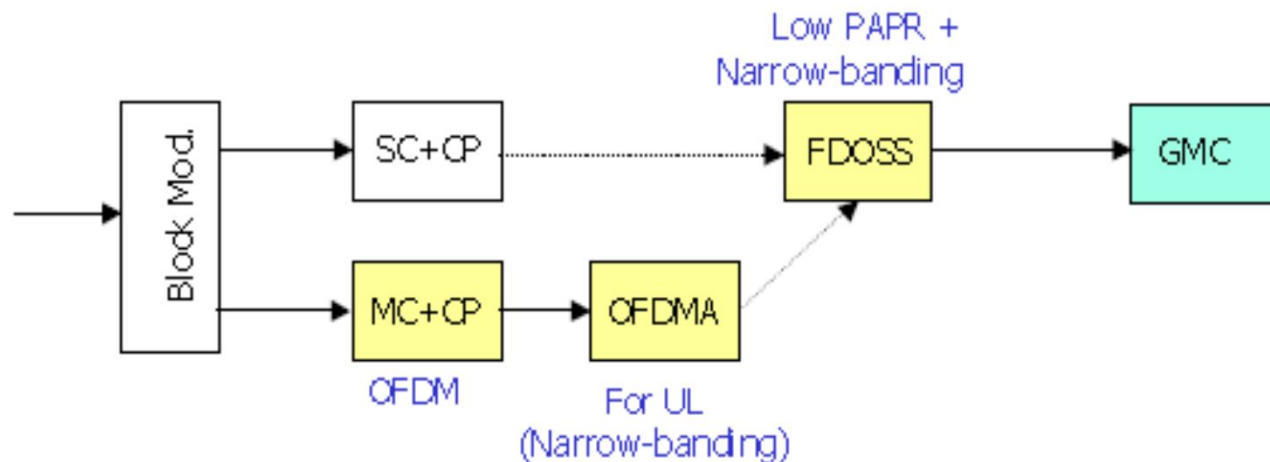 Low PAPR +
Narrow-banding
Block Mod.
SC+CP
FDOSS
GMC
MC+CP
OFDMA
OFDM
For UL
(Narrow-banding)